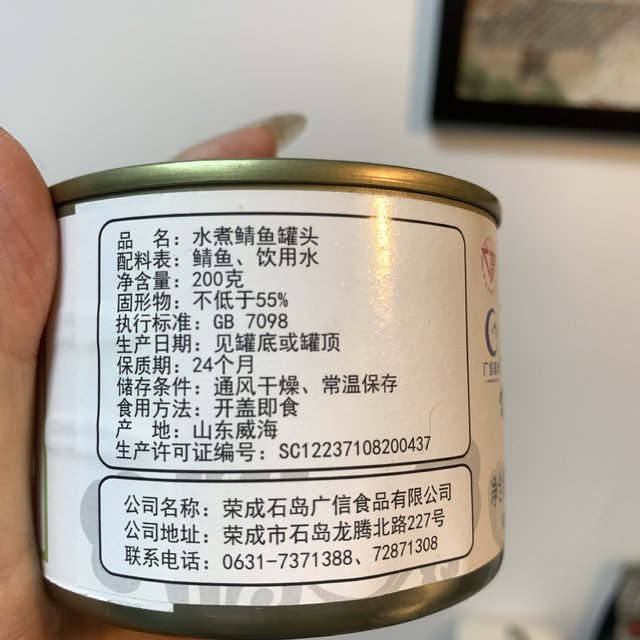 品 名：水煮鲭鱼罐头
配料表：鲭鱼、饮用水
净含量：200克
固形物：不低于55%
执行标准：GB 7098
生产日期：见罐底或罐顶
保质期：24个月
储存条件：通风干燥、常温保存
食用方法：开盖即食
产 地：山东威海
生产许可证编号：SC12237108200437
公司名称：荣成石岛广信食品有限公司
公司地址：荣成市石岛龙腾北路227号
联系电话：0631-7371388、72871308
广信
净含